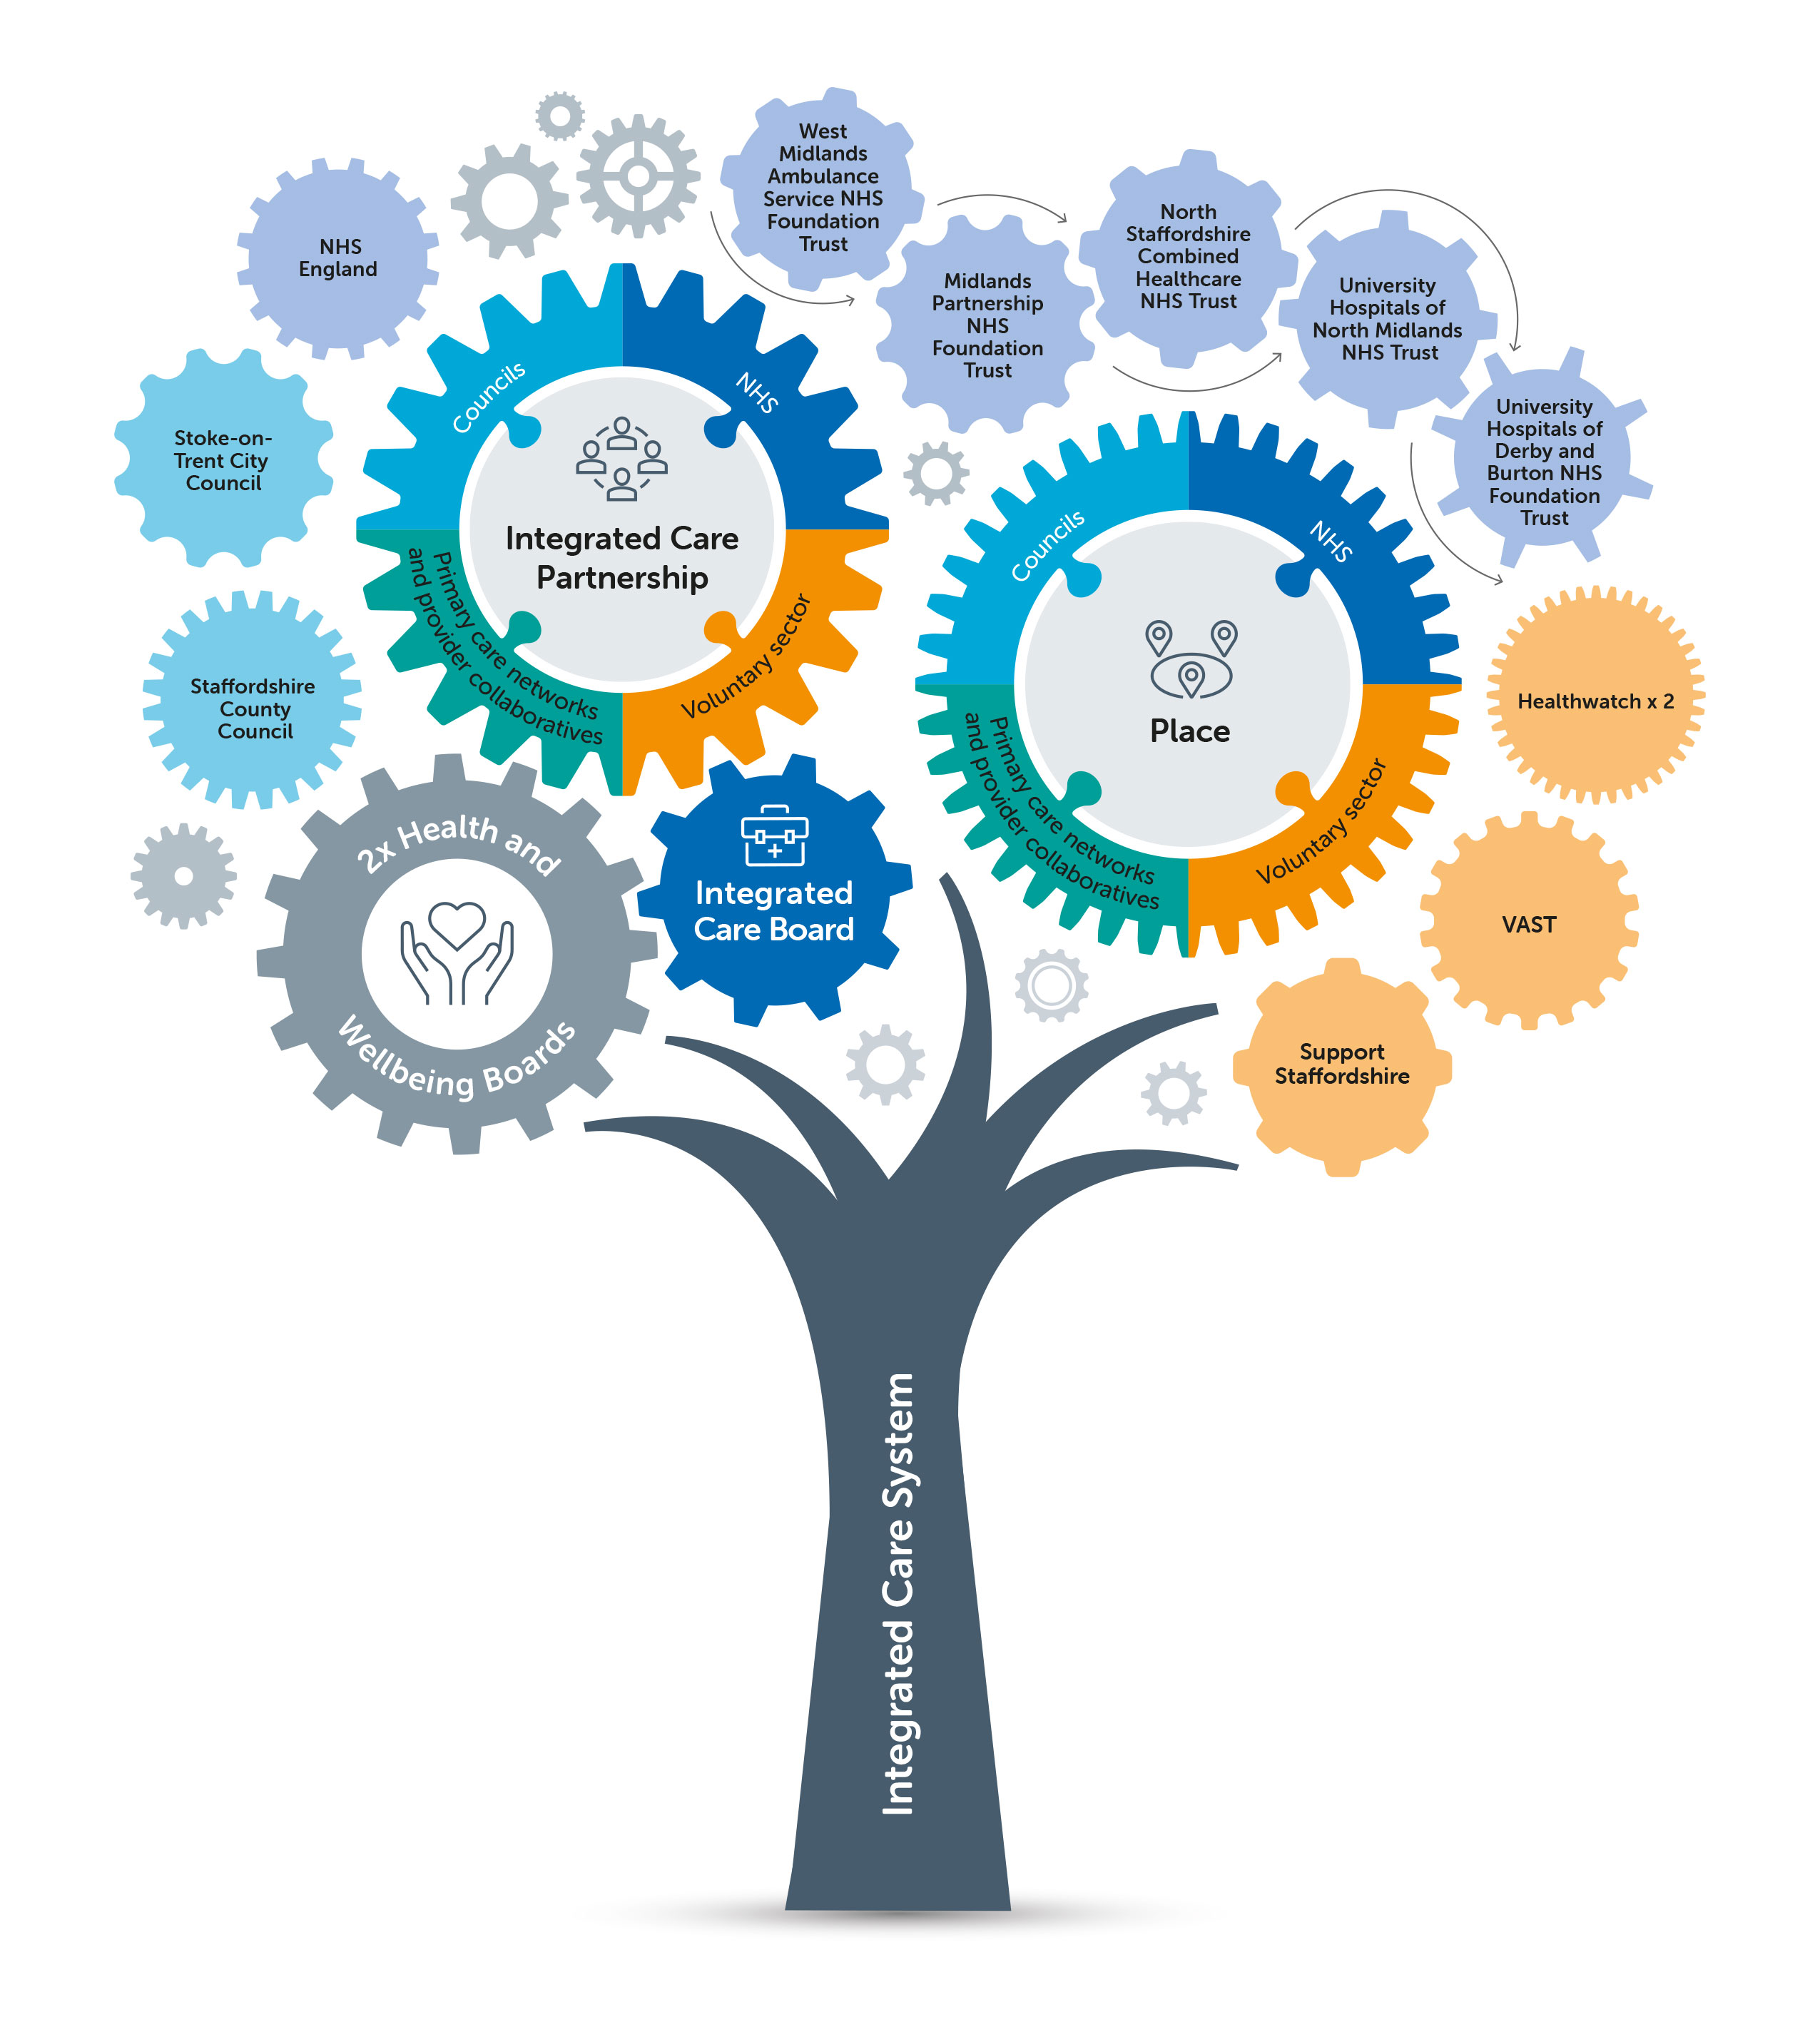 West
Midlands
Ambulance
Service NHS
Foundation
Trust
NHS
England
Midlands
Partnership
NHS
Foundation
Trust
North
Staffordshire
Combined
Healthcare
NHS Trust
University
Hospitals of
North Midlands
NHS Trust
University
Hospitals of
Derby and
Burton NHS
Foundation
Trust
Stoke-on-
Trent City
Council
Staffordshire
County
Council
Councils
NHS
Integrated Care
Partnership
Primary care networks
and provider collaboratives
Voluntary sector
Councils
NHS
Place
Primary care networks
and provider collaboratives
Voluntary sector
Healthwatch x 2
VAST
Support
Staffordshire
2x Health and
Wellbeing Boards
Integrated
Care Board
Integrated Care System